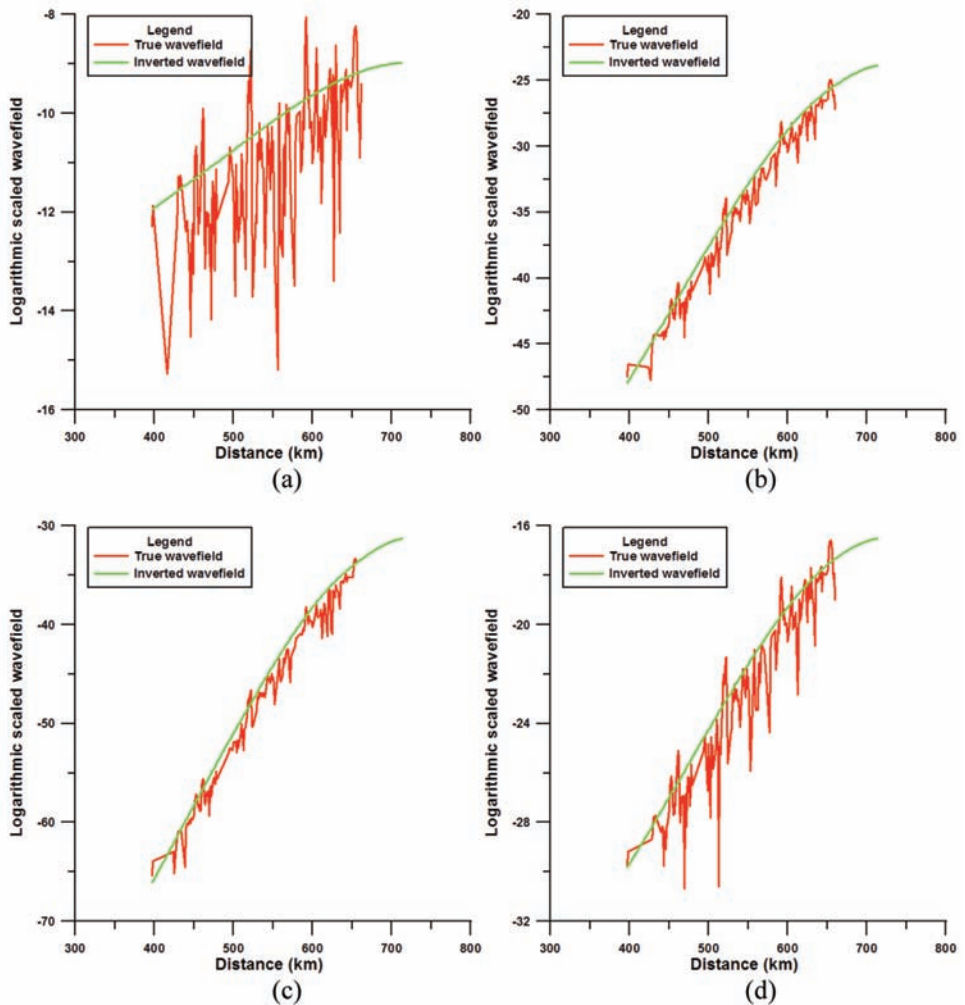 -8
-10
-12
-14
-16
Logarithmic scaled wavefield
Legend
True wavefield
Inverted wavefield
300 400 500 600 700 800
Distance (km)
(a)
-20
-25
-30
-35
-40
-45
-50
Logarithmic scaled wavefield
Legend
True wavefield
Inverted wavefield
300 400 500 600 700 800
Distance (km)
(b)
-30
-40
-50
-60
-70
Logarithmic scaled wavefield
Legend
True wavefield
Inverted wavefield
300 400 500 600 700 800
Distance (km)
(c)
-16
-20
-24
-28
-32
Logarithmic scaled wavefield
Legend
True wavefield
Inverted wavefield
300 400 500 600 700 800
Distance (km)
(d)